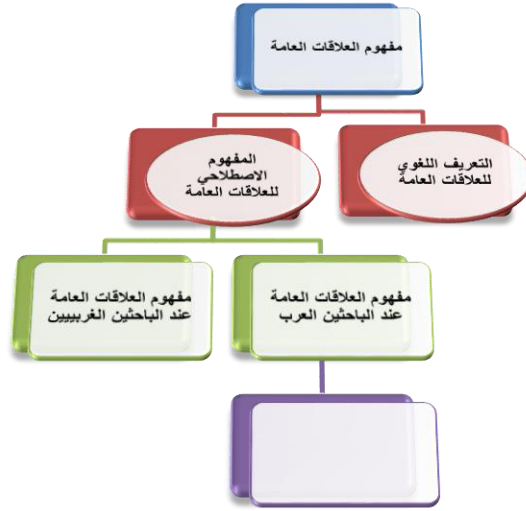 مفهوم العلاقات العامة
التعريف اللغوي
للعلاقات العامة
المفهوم
الاصطلاحي
للعلاقات العامة
مفهوم العلاقات العامة
عند الباحثين العرب
مفهوم العلاقات العامة
عند الباحثين الغربيبين